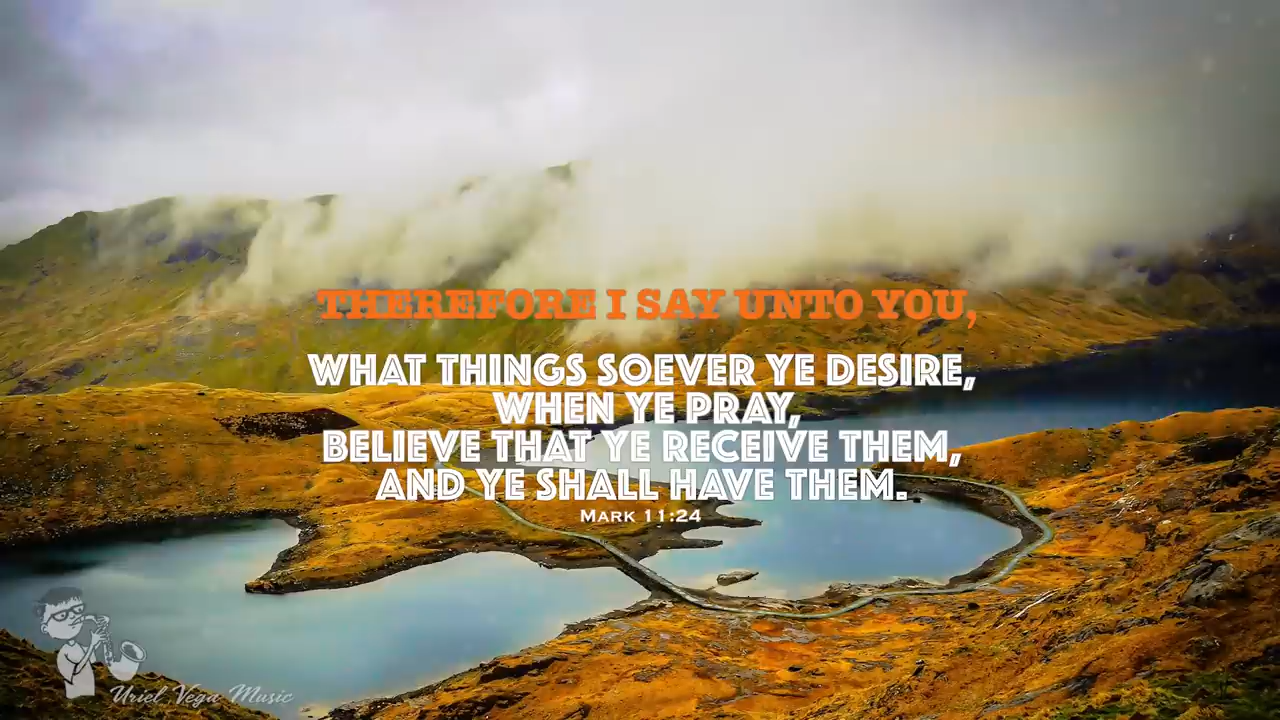 THEREFORE I SAY UNTO YOU,
WHAT THINGS SOEVER YE DESIRE,
WHEN YE PRAY,
BELIEVE THAT YE RECEIVE THEM,
AND YE SHALL HAVE THEM.
MARK 11:24
Uriel Vega Music